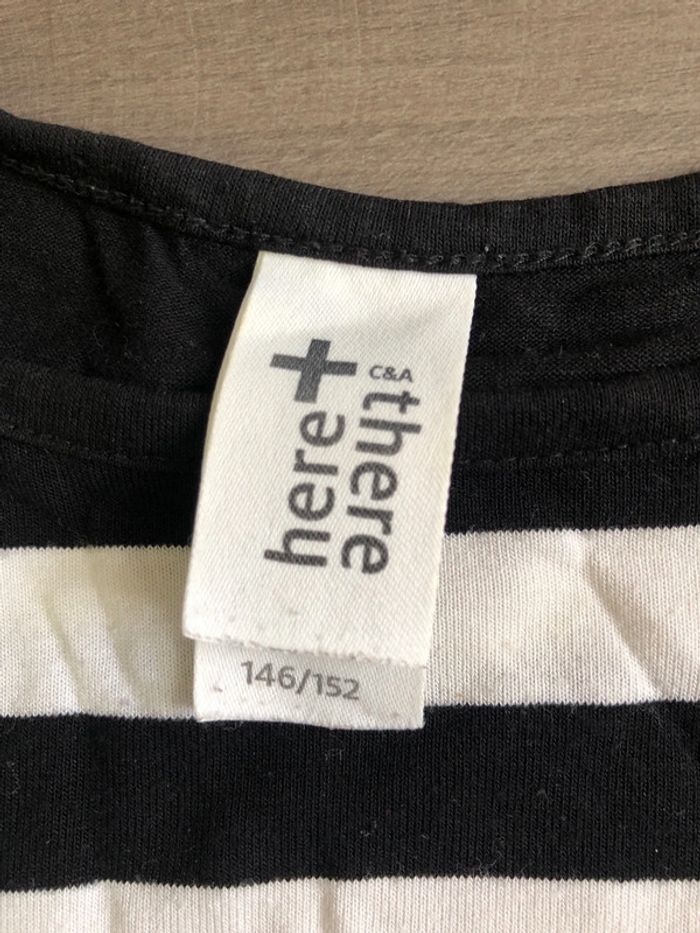 here +
C&A
there
146/152